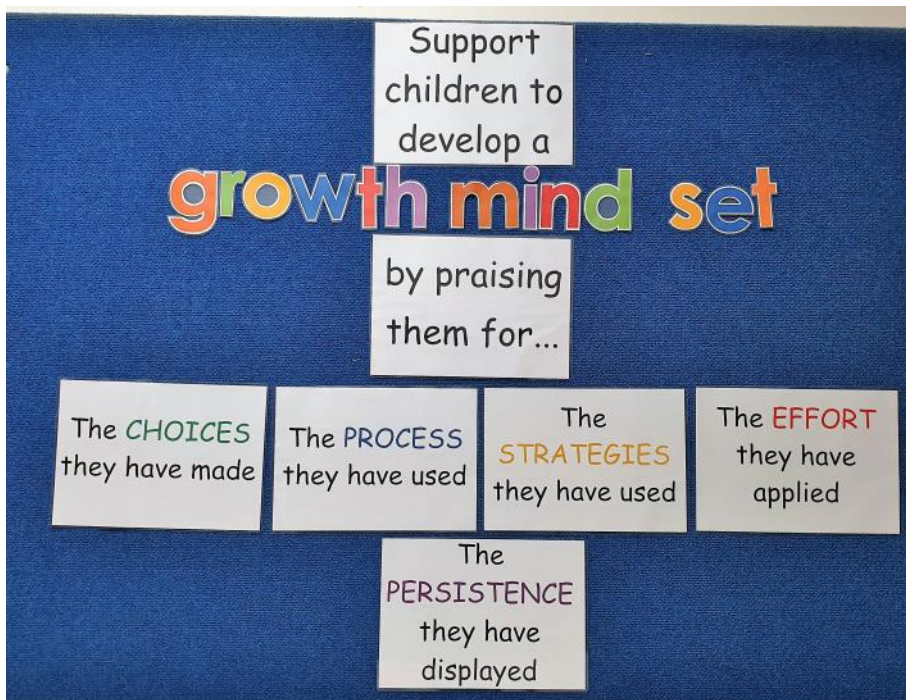 Support
children to
develop a
growth mind set
by praising
them for...
The CHOICES
they have made
The PROCESS
they have used
The
STRATEGIES
they have used
The EFFORT
they have
applied
The
PERSISTENCE
they have
displayed